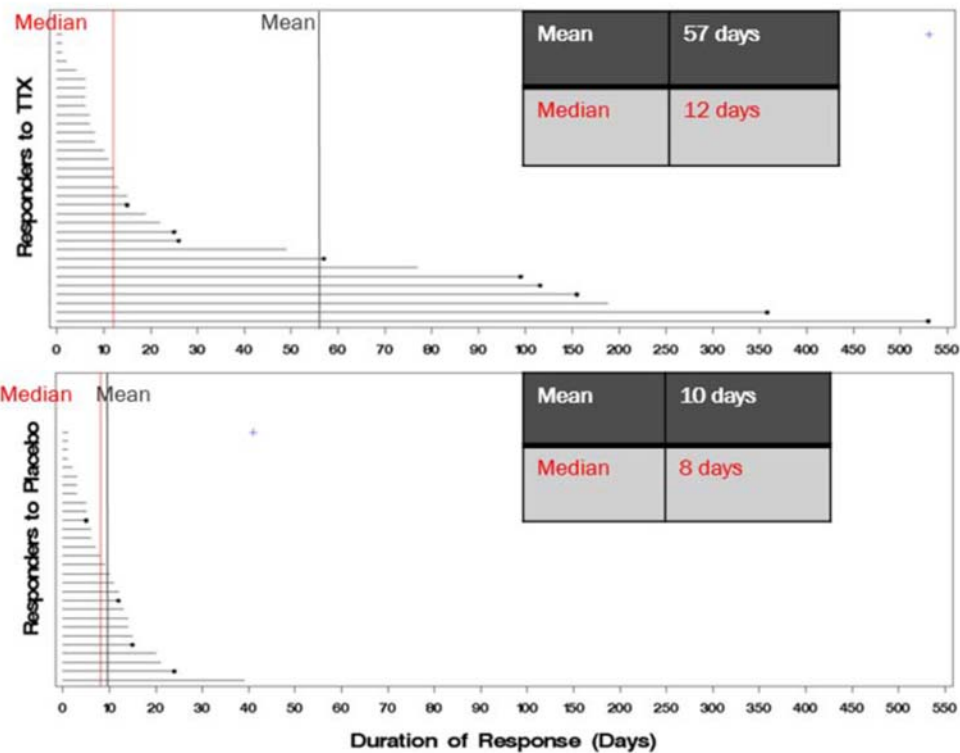 Median Mean
Mean 57 days
Median 12 days
Responders to TTX
0 10 20 30 40 50 60 70 80 90 100 150 200 250 300 350 400 450 500 550
Median Mean
Mean 10 days
Median 8 days
Responders to Placebo
0 10 20 30 40 50 60 70 80 90 100 150 200 250 300 350 400 450 500 550
Duration of Response (Days)